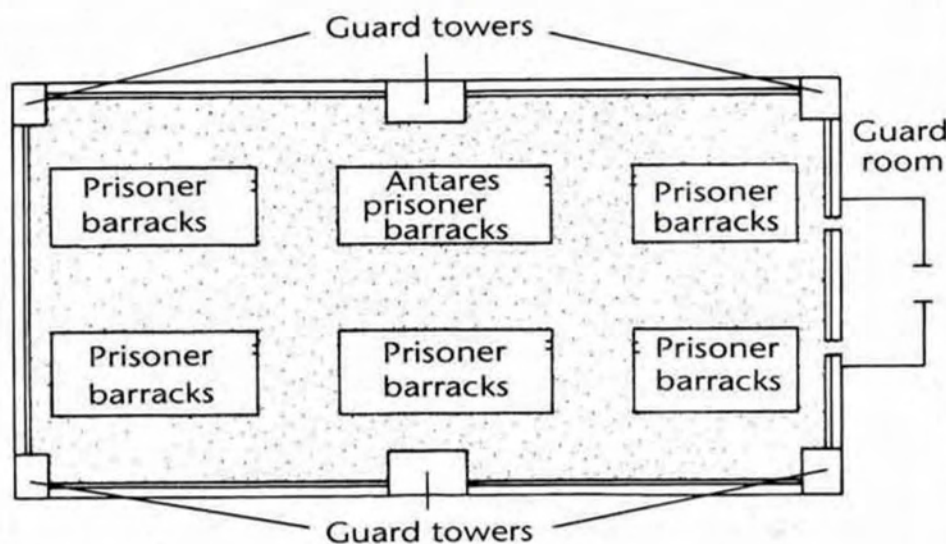 Guard towers
Guard
room
Prisoner
barracks
Antares
prisoner
barracks
Prisoner
barracks
Prisoner
barracks
Prisoner
barracks
Prisoner
barracks
Guard towers